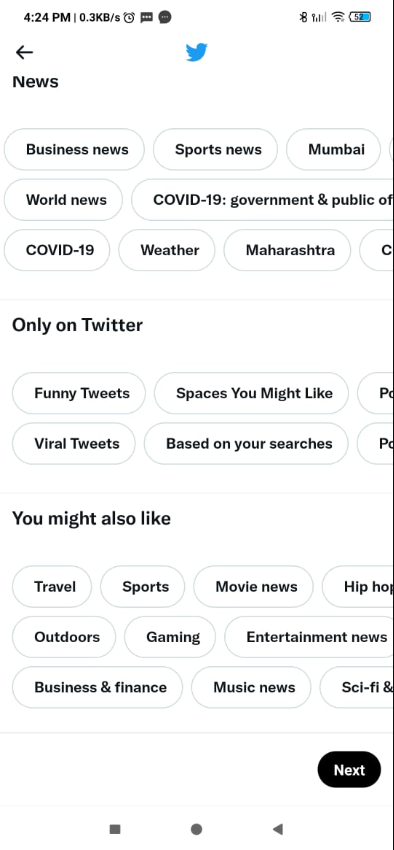 4:24 PM | 0.3KB/s 52
News
Business news Sports news Mumbai
World news COVID-19: government & public of
COVID-19 Weather Maharashtra C
Only on Twitter
Funny Tweets Spaces You Might Like Po
Viral Tweets Based on your searches Po
You might also like
Travel Sports Movie news Hip hop
Outdoors Gaming Entertainment news
Business & finance Music news Sci-fi &
Next